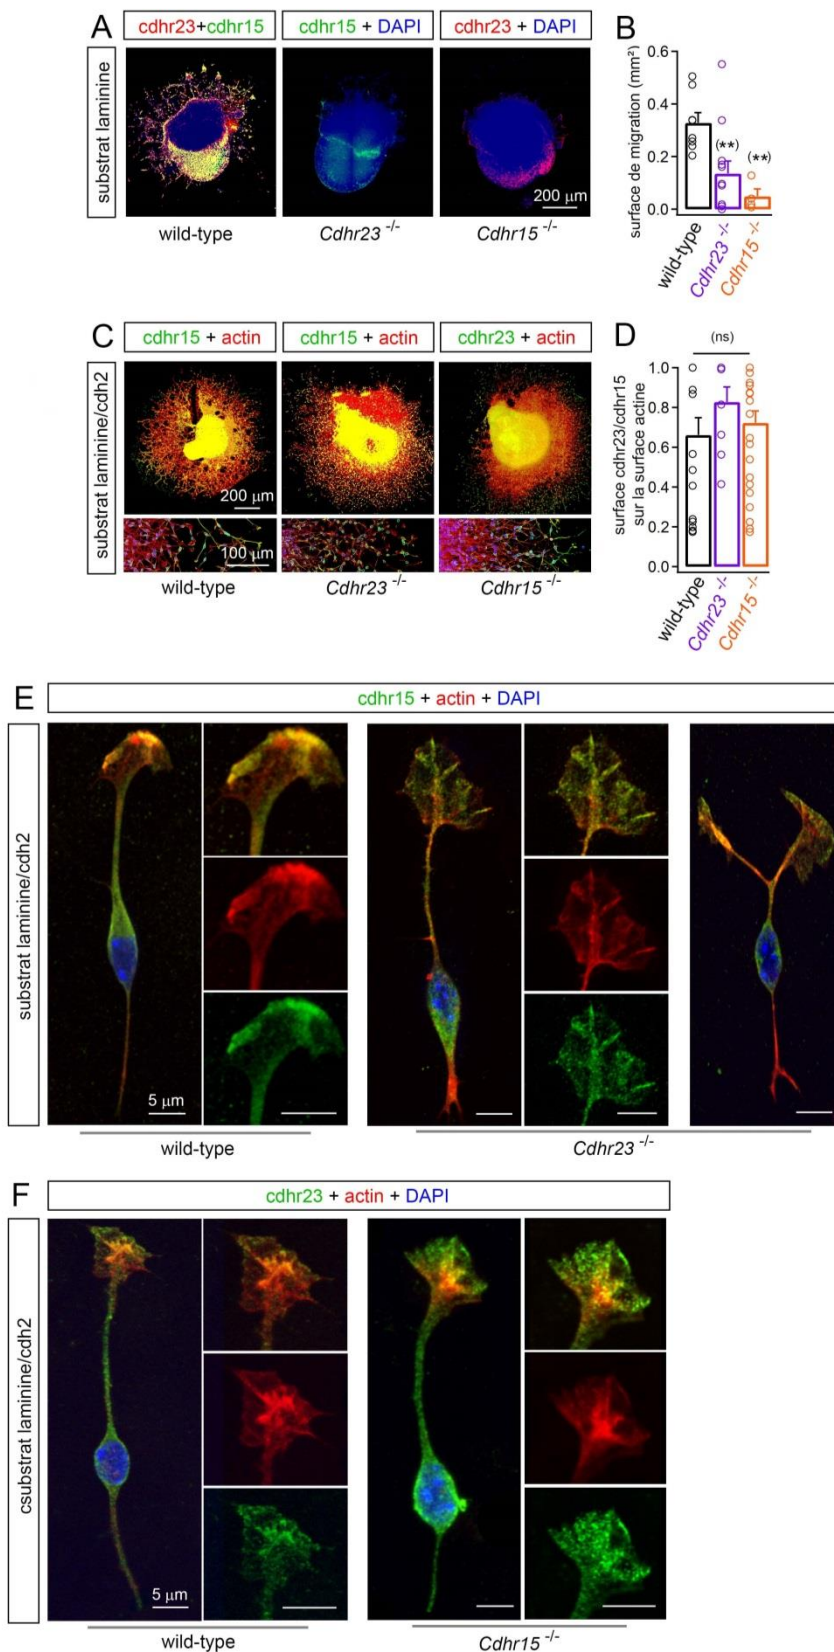 A
cdhr23+cdhr15
cdhr15 + DAPI
cdhr23 + DAPI
substrat laminine
200 µm
wild-type
Cdhr23 -/-
Cdhr15 -/-
B
surface de migration (mm²)
0.6
0.4
0.2
0.0
(**)
(**)
wild-type
Cdhr23 -/-
Cdhr15 -/-
C
cdhr15 + actin
cdhr15 + actin
cdhr23 + actin
substrat laminine/cdh2
200 µm
100 µm
wild-type
Cdhr23 -/-
Cdhr15 -/-
D
(ns)
surface cdhr23/cdhr15
sur la surface actine
1.0
0.8
0.6
0.4
0.2
0.0
wild-type
Cdhr23 -/-
Cdhr15 -/-
E
cdhr15 + actin + DAPI
substrat laminine/cdh2
5 µm
wild-type
Cdhr23 -/-
F
cdhr23 + actin + DAPI
csubstrat laminine/cdh2
5 µm
wild-type
Cdhr15 -/-